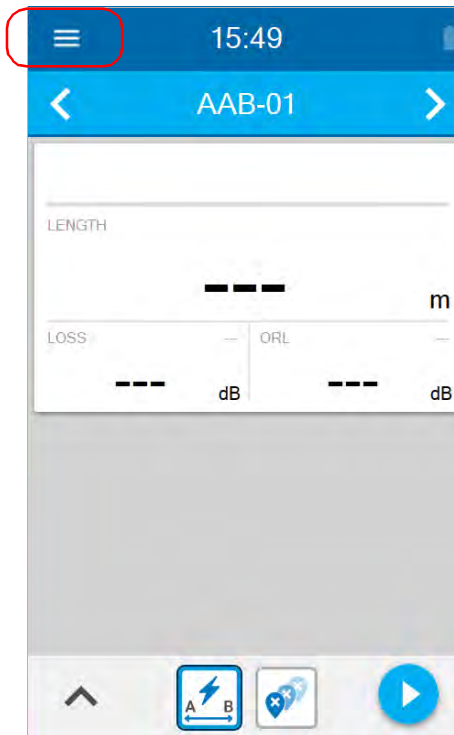 15:49
AAB-01
LENGTH
--- m
LOSS --- ORL ---
--- dB --- dB
A B